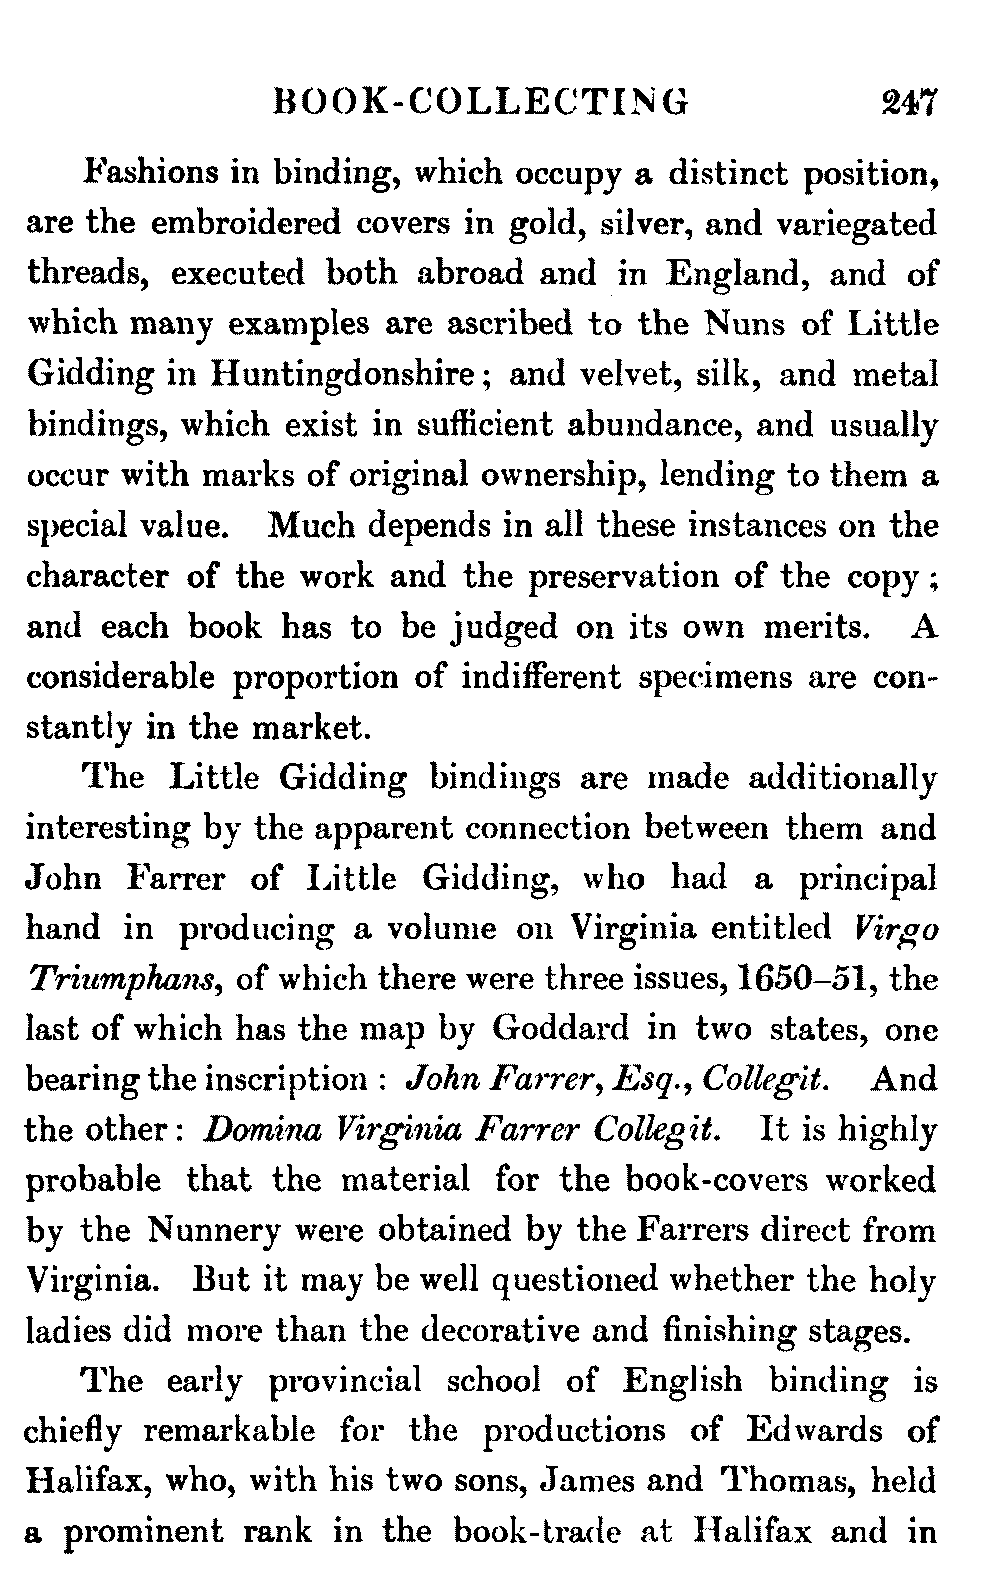 BOOK-COLLECTING 247
Fashions in binding, which occupy a distinct position,
are the embroidered covers in gold, silver, and variegated
threads, executed both abroad and in England, and of
which many examples are ascribed to the Nuns of Little
Gidding in Huntingdonshire; and velvet, silk, and metal
bindings, which exist in sufficient abundance, and usually
occur with marks of original ownership, lending to them a
special value. Much depends in all these instances on the
character of the work and the preservation of the copy;
and each book has to be judged on its own merits. A
considerable proportion of indifferent specimens are con-
stantly in the market.
The Little Gidding bindings are made additionally
interesting by the apparent connection between them and
John Farrer of Little Gidding, who had a principal
hand in producing a volume on Virginia entitled Virgo
Triumphans, of which there were three issues, 1650–51, the
last of which has the map by Goddard in two states, one
bearing the inscription: John Farrer, Esq., Collegit. And
the other: Domina Virginia Farrer Collegit. It is highly
probable that the material for the book-covers worked
by the Nunnery were obtained by the Farrers direct from
Virginia. But it may be well questioned whether the holy
ladies did more than the decorative and finishing stages.
The early provincial school of English binding is
chiefly remarkable for the productions of Edwards of
Halifax, who, with his two sons, James and Thomas, held
a prominent rank in the book-trade at Halifax and in